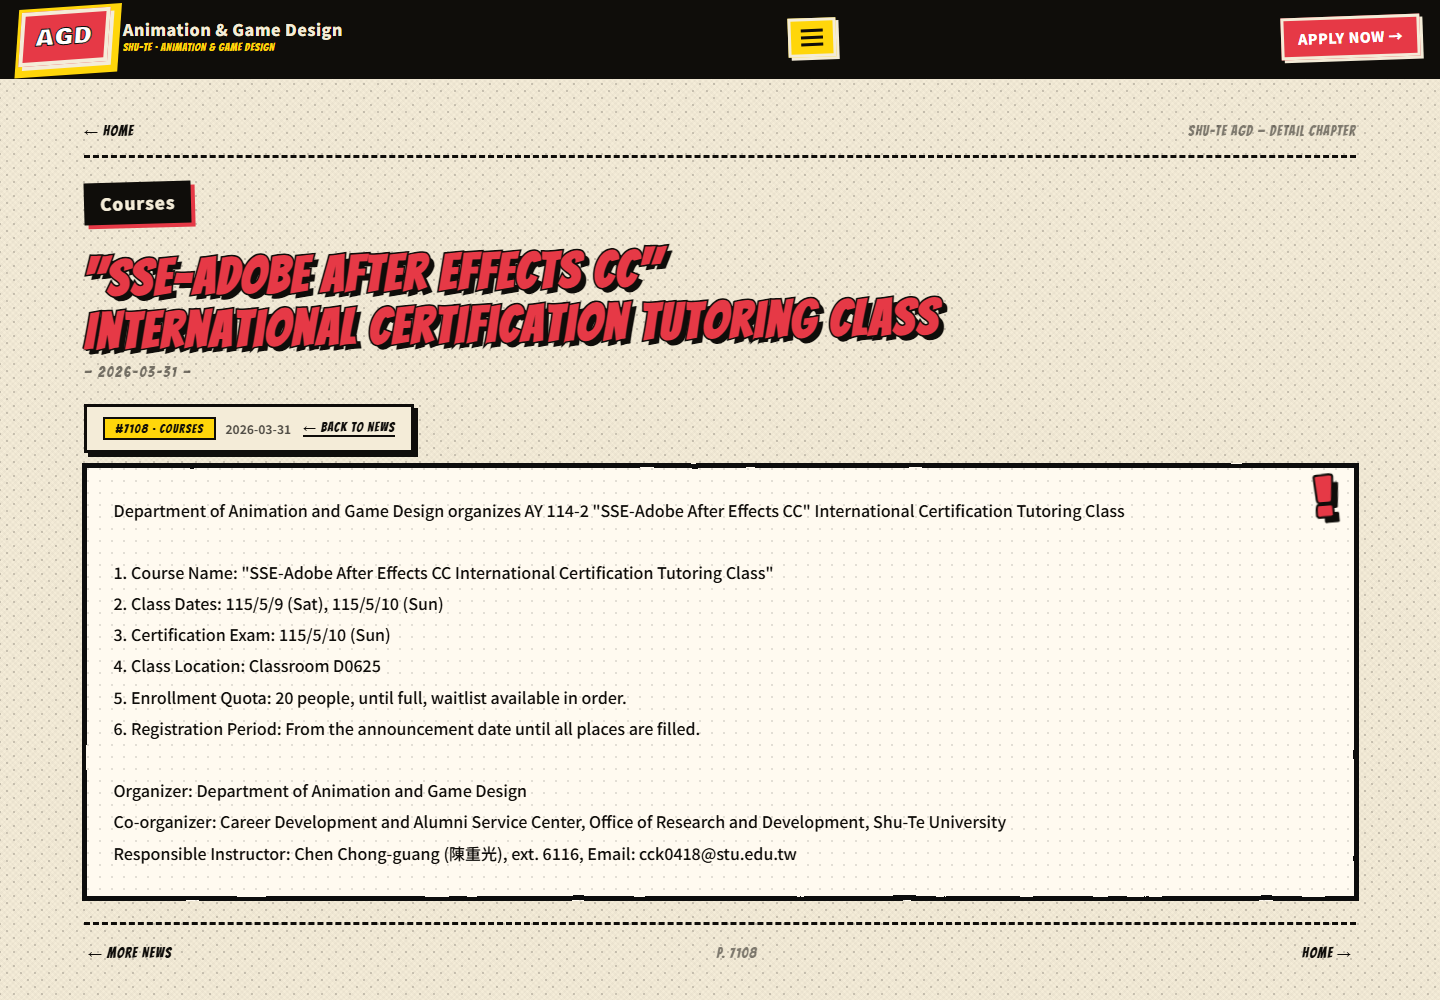 AGD
Animation & Game Design
SHU-TE · ANIMATION & GAME DESIGN
APPLY NOW →
← HOME
SHU-TE AGD — DETAIL CHAPTER
Courses
"SSE-ADOBE AFTER EFFECTS CC"
INTERNATIONAL CERTIFICATION TUTORING CLASS
— 2026-03-31 —
#7108 · COURSES
2026-03-31
← BACK TO NEWS
!
Department of Animation and Game Design organizes AY 114-2 "SSE-Adobe After Effects CC" International Certification Tutoring Class
1. Course Name: "SSE-Adobe After Effects CC International Certification Tutoring Class"
2. Class Dates: 115/5/9 (Sat), 115/5/10 (Sun)
3. Certification Exam: 115/5/10 (Sun)
4. Class Location: Classroom D0625
5. Enrollment Quota: 20 people, until full, waitlist available in order.
6. Registration Period: From the announcement date until all places are filled.
Organizer: Department of Animation and Game Design
Co-organizer: Career Development and Alumni Service Center, Office of Research and Development, Shu-Te University
Responsible Instructor: Chen Chong-guang (陳重光), ext. 6116, Email: cck0418@stu.edu.tw
← MORE NEWS
P. 7108
HOME →